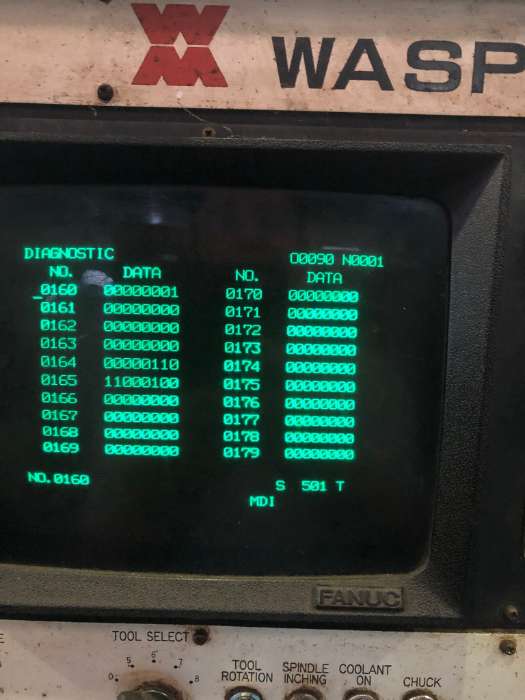 WASP
DIAGNOSTIC O0090 N0001
NO. DATA NO. DATA
0160 00000001 0170 00000000
0161 00000000 0171 00000000
0162 00000000 0172 00000000
0163 00000000 0173 00000000
0164 00000110 0174 00000000
0165 11000100 0175 00000000
0166 00000000 0176 00000000
0167 00000000 0177 00000000
0168 00000000 0178 00000000
0169 00000000 0179 00000000
NO.0160
S 501 T
MDI
FANUC
TOOL SELECT
0 5 6 7 8
TOOL ROTATION
SPINDLE INCHING
COOLANT ON
CHUCK